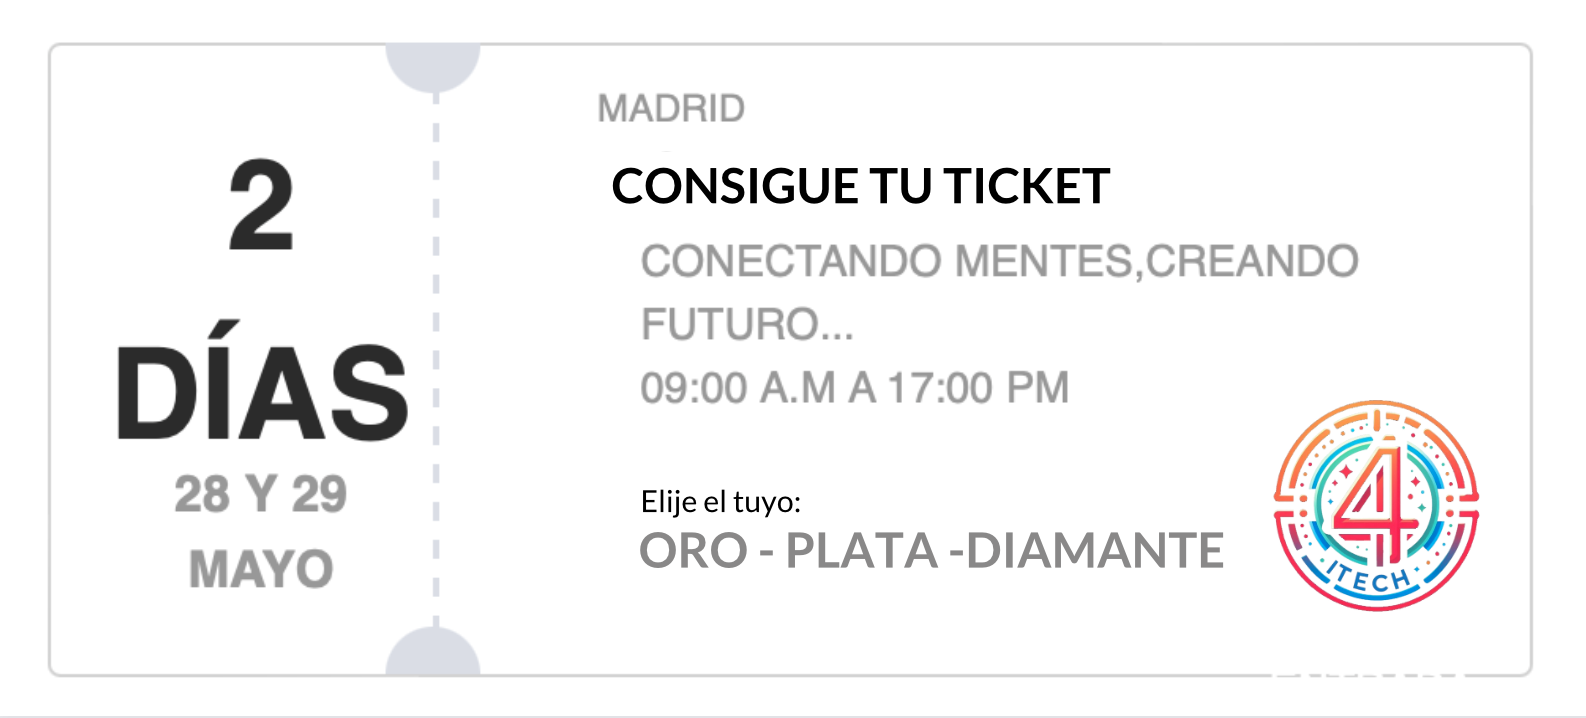 2
DÍAS
28 Y 29
MAYO
MADRID
CONSIGUE TU TICKET
CONECTANDO MENTES,CREANDO
FUTURO...
09:00 A.M A 17:00 PM
Elije el tuyo:
ORO - PLATA -DIAMANTE
4
ITECH